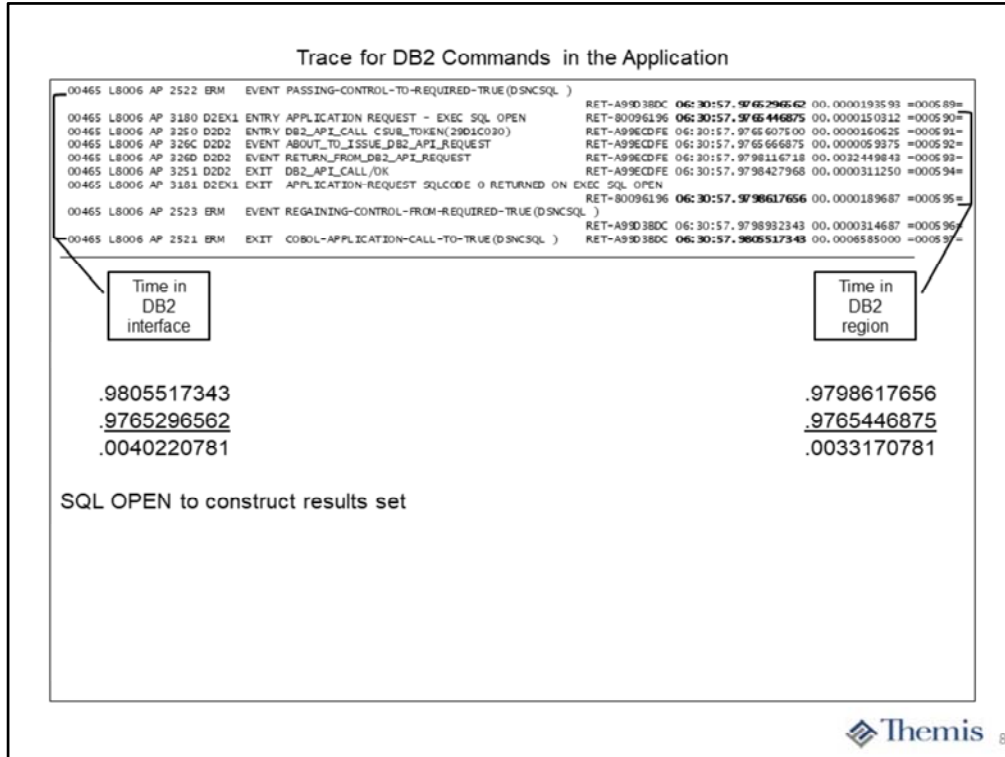 Trace for DB2 Commands in the Application
00465 L8006 AP 2522 ERM EVENT PASSING-CONTROL-TO-REQUIRED-TRUE(DSNCSQL )
RET-A99D38DC 06:30:57.9765296562 00.0000193593 =000589=
00465 L8006 AP 3180 D2EX1 ENTRY APPLICATION REQUEST - EXEC SQL OPEN RET-80096196 06:30:57.9765446875 00.0000150312 =000590=
00465 L8006 AP 3250 D2D2 ENTRY DB2_API_CALL CSUB_TOKEN(29D1C030) RET-A99ECDFE 06:30:57.9765607500 00.0000160625 =000591=
00465 L8006 AP 326C D2D2 EVENT ABOUT_TO_ISSUE_DB2_API_REQUEST RET-A99ECDFE 06:30:57.9765666875 00.0000059375 =000592=
00465 L8006 AP 326D D2D2 EVENT RETURN_FROM_DB2_API_REQUEST RET-A99ECDFE 06:30:57.9798116718 00.0032449843 =000593=
00465 L8006 AP 3251 D2D2 EXIT DB2_API_CALL/OK RET-A99ECDFE 06:30:57.9798427968 00.0000311250 =000594=
00465 L8006 AP 3181 D2EX1 EXIT APPLICATION-REQUEST SQLCODE 0 RETURNED ON EXEC SQL OPEN
RET-80096196 06:30:57.9798617656 00.0000189687 =000595=
00465 L8006 AP 2523 ERM EVENT REGAINING-CONTROL-FROM-REQUIRED-TRUE(DSNCSQL )
RET-A99D38DC 06:30:57.9798932343 00.0000314687 =000596=
00465 L8006 AP 2521 ERM EXIT COBOL-APPLICATION-CALL-TO-TRUE(DSNCSQL ) RET-A99D38DC 06:30:57.9805517343 00.0006585000 =000597=
Time in
DB2
interface
Time in
DB2
region
.9805517343
.9765296562
.0040220781
.9798617656
.9765446875
.0033170781
SQL OPEN to construct results set
Themis 8